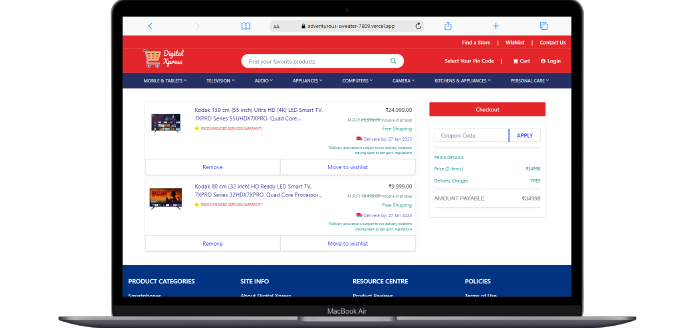 AA adventurous-sweater-7809.vercel.app
Find a Store | Wishlist | Contact Us
Digital Xpress
Find your favorite products
Select Your Pin Code | Cart Login
MOBILE & TABLETS TELEVISION AUDIO APPLIANCES COMPUTERS CAMERA KITCHENS & APPLIANCES PERSONAL CARE
Kodak 139 cm (55 inch) Ultra HD (4K) LED Smart TV,
7XPRO Series 55UHDX7XPRO, Quad Core...
RECOMMENDED SERVICES/WARRANTY
₹24,999.00
Inclusive of all taxes
Free Shipping
Delivere by: 27 Jan 2023
*Delivery assurance is subject to our delivery locations
staying open as per govt. regulations
Remove Move to wishlist
Kodak 80 cm (32 inch) HD Ready LED Smart TV,
7XPRO Series 32HDX7XPRO, Quad Core Processor...
RECOMMENDED SERVICES/WARRANTY
₹9,999.00
Inclusive of all taxes
Free Shipping
Delivere by: 27 Jan 2023
*Delivery assurance is subject to our delivery locations
staying open as per govt. regulations
Remove Move to wishlist
Checkout
Coupon Code APPLY
PRICE DETAILS
Price (2 items) ₹34998
Delivery Charges FREE
AMOUNT PAYABLE ₹34998
PRODUCT CATEGORIES SITE INFO RESOURCE CENTRE POLICIES
Smartphones About Digital Xpress Product Reviews Terms of Use
MacBook Air